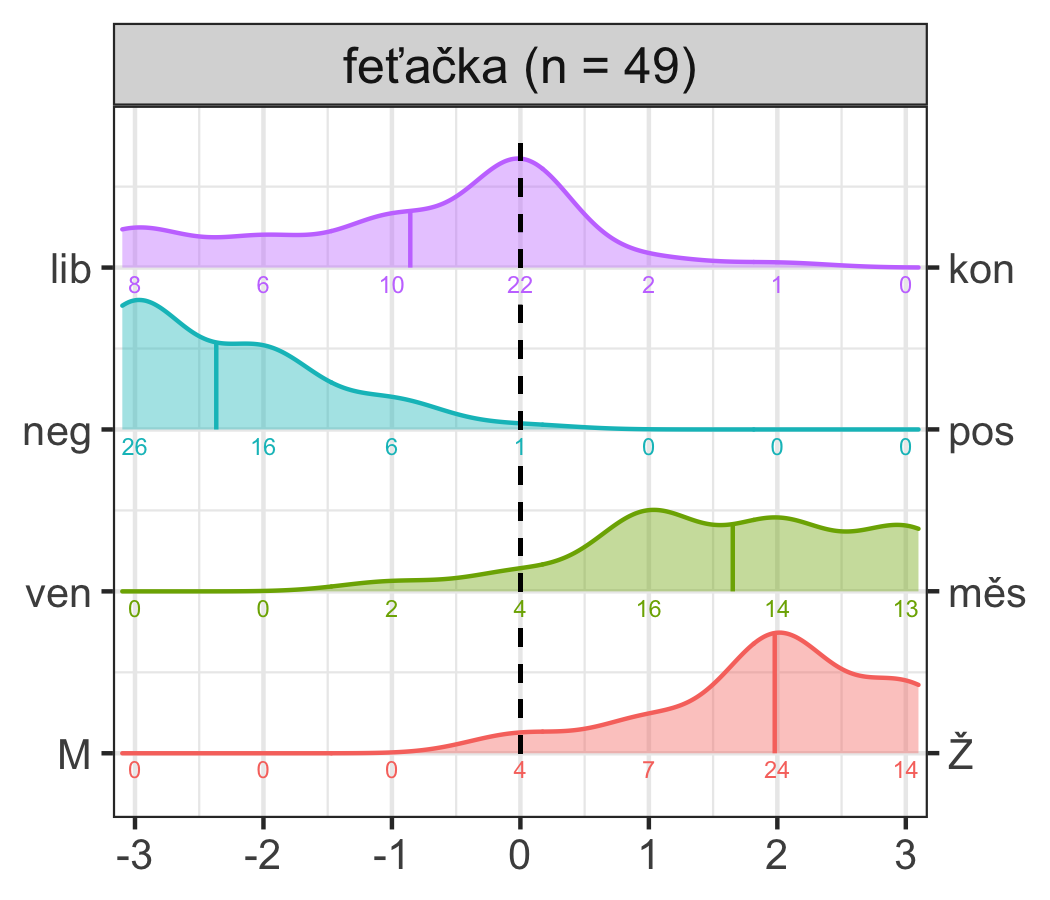 feťačka (n = 49)
lib kon
8 6 10 22 2 1 0
neg pos
26 16 6 1 0 0 0
ven měs
0 0 2 4 16 14 13
M Ž
0 0 0 4 7 24 14
-3 -2 -1 0 1 2 3